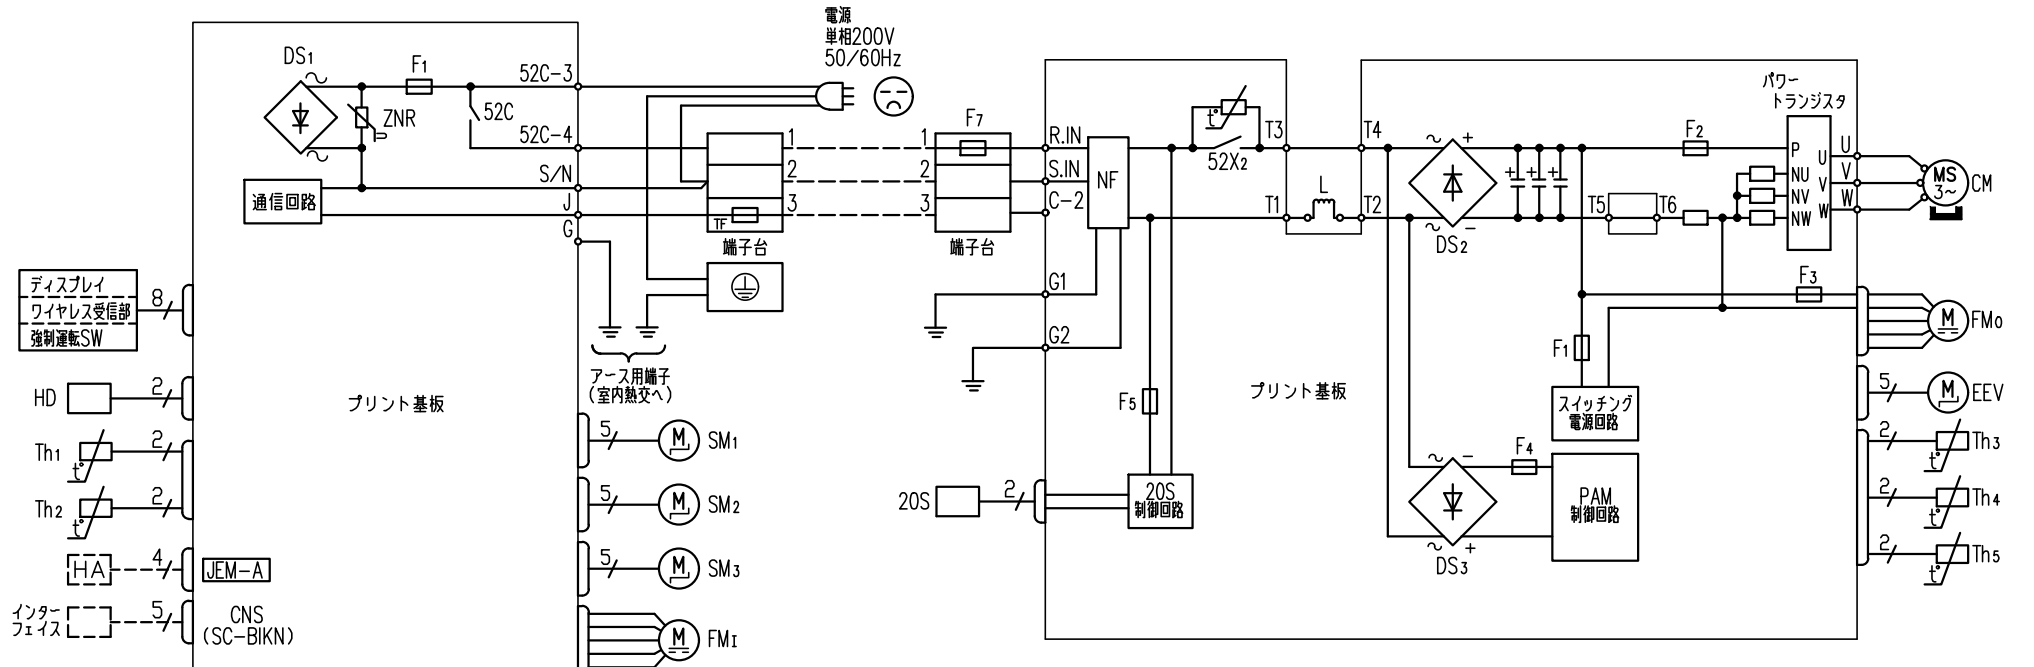 電源
単相200V
50/60Hz
DS1
F1
52C-3
52C
ZNR
52C-4
S/N
通信回路
J
G
1
2
3
TF
端子台
1
2
3
F7
端子台
R.IN
S.IN
C-2
NF
t°
52X2
T3
T1
L
T4
T2
G1
G2
DS2
~
+
~
-
+
+
+
T5
T6
F2
パワー
トランジスタ
P
NU
NV
NW
U
V
W
U
V
W
MS
3~
CM
ディスプレイ
ワイヤレス受信部
強制運転SW
8
HD
2
Th1
2
t°
Th2
2
t°
HA
4
JEM-A
インター
フェイス
5
CNS
(SC-BIKN)
プリント基板
アース用端子
(室内熱交へ)
5
M
SM1
5
M
SM2
5
M
SM3
M
FMI
F5
20S
2
20S
制御回路
プリント基板
F1
スイッチング
電源回路
F3
F4
PAM
制御回路
~
-
~
+
DS3
M
FMo
5
M
EEV
2
t°
Th3
2
t°
Th4
2
t°
Th5